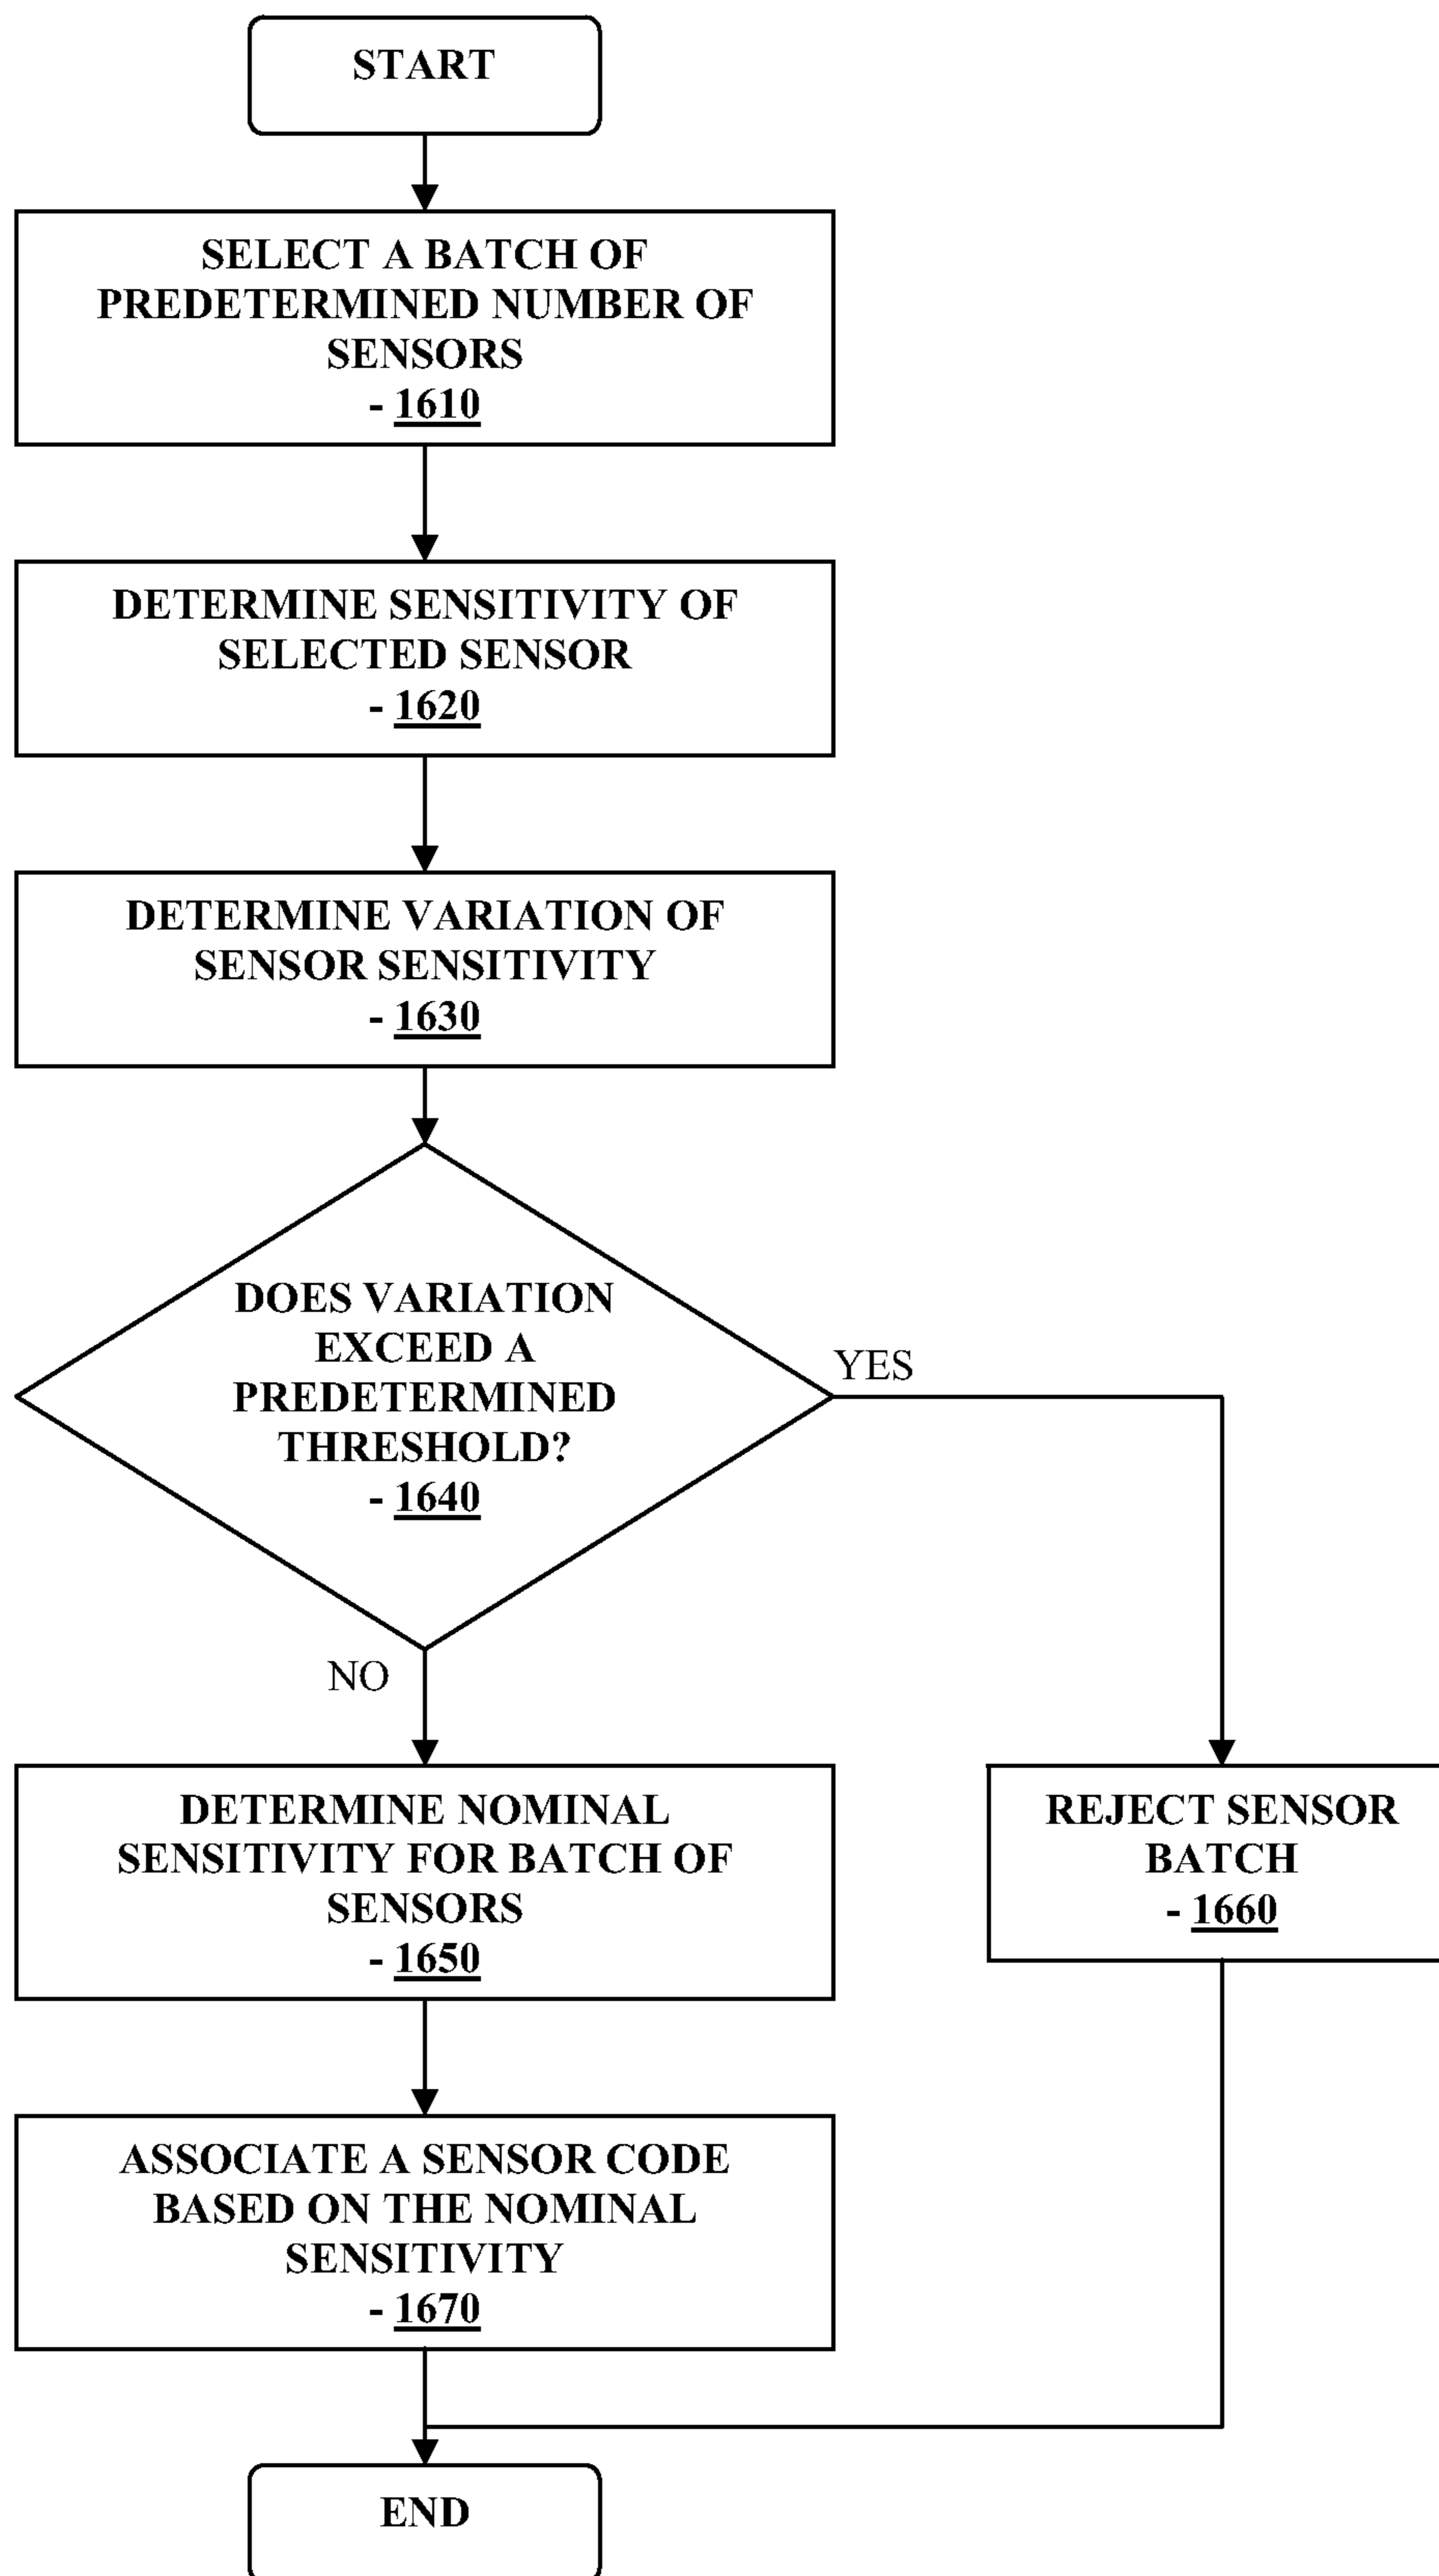 START
SELECT A BATCH OF
PREDETERMINED NUMBER OF
SENSORS
- 1610
DETERMINE SENSITIVITY OF
SELECTED SENSOR
- 1620
DETERMINE VARIATION OF
SENSOR SENSITIVITY
- 1630
DOES VARIATION
EXCEED A
PREDETERMINED
THRESHOLD?
- 1640
YES
NO
DETERMINE NOMINAL
SENSITIVITY FOR BATCH OF
SENSORS
- 1650
REJECT SENSOR
BATCH
- 1660
ASSOCIATE A SENSOR CODE
BASED ON THE NOMINAL
SENSITIVITY
- 1670
END